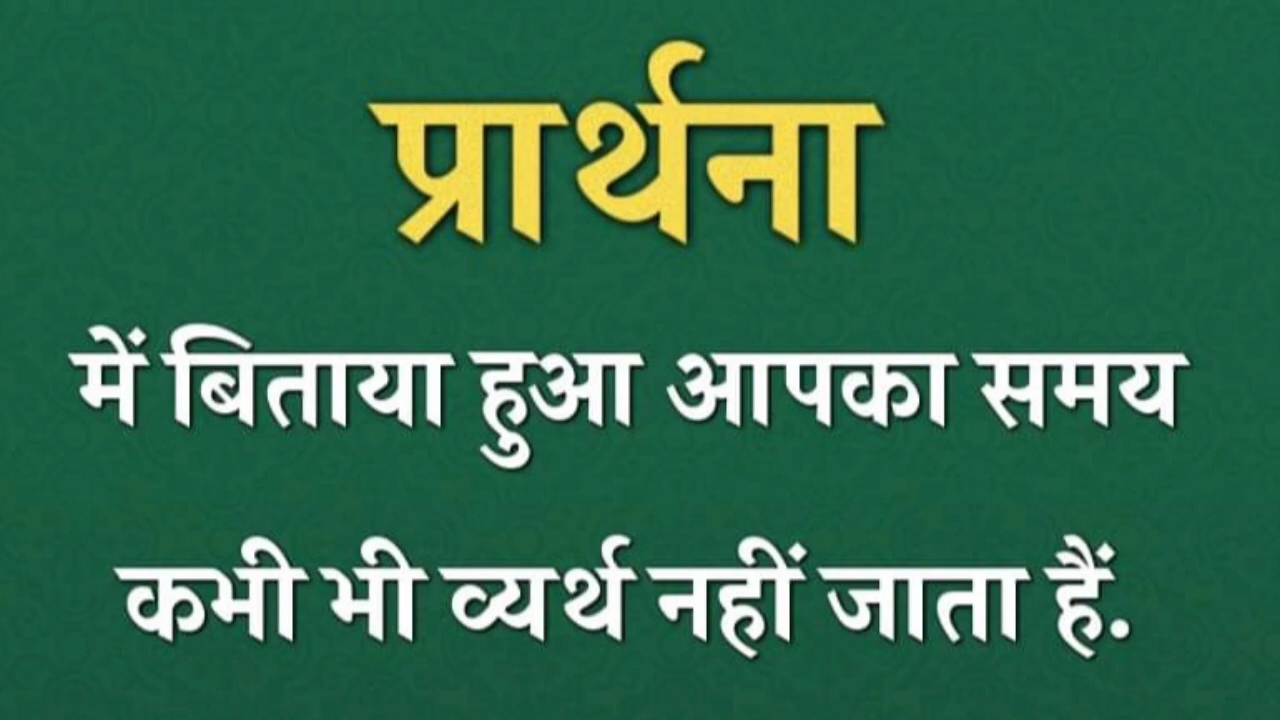 प्रार्थना
में बिताया हुआ आपका समय
कभी भी व्यर्थ नहीं जाता हैं.